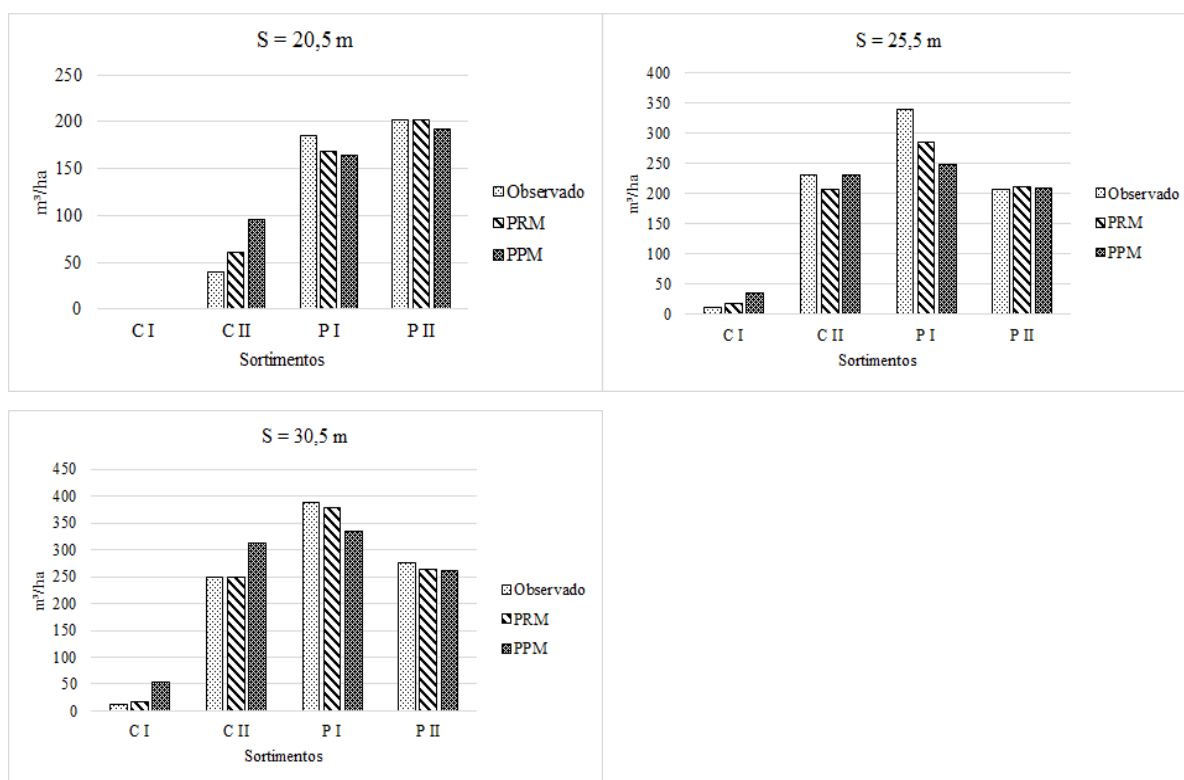 S = 20,5 m
250
200
150
100
50
0
m³/ha
C I C II P I P II
Sortimentos
Observado
PRM
PPM
S = 25,5 m
400
350
300
250
200
150
100
50
0
m³/ha
C I C II P I P II
Sortimentos
Observado
PRM
PPM
S = 30,5 m
450
400
350
300
250
200
150
100
50
0
m³/ha
C I C II P I P II
Sortimentos
Observado
PRM
PPM